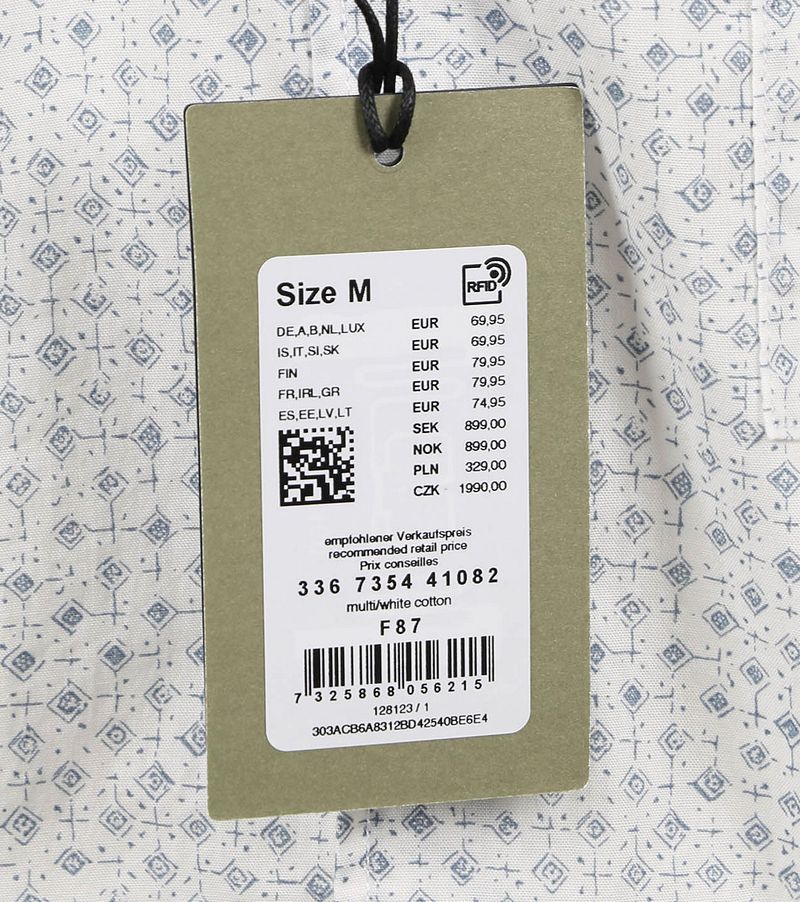 Size M
RFID
DE,A,B,NL,LUX EUR 69,95
IS,IT,SI,SK EUR 69,95
FIN EUR 79,95
FR,IRL,GR EUR 79,95
ES,EE,LV,LT EUR 74,95
SEK 899,00
NOK 899,00
PLN 329,00
CZK 1990,00
empfohlener Verkaufspreis
recommended retail price
Prix conseilles
336 7354 41082
multi/white cotton
F87
7 325868 056215
128123 / 1
303ACB6A8312BD42540BE6E4